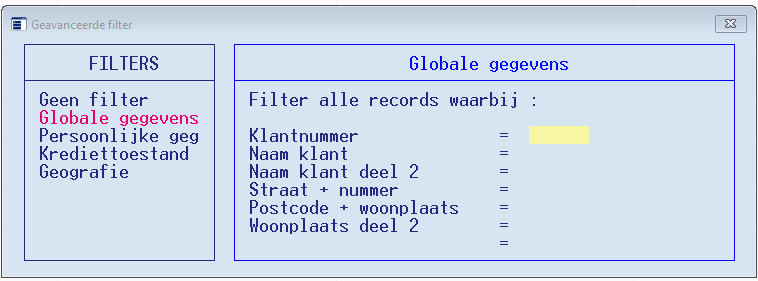 Geavanceerde filter
FILTERS
Geen filter
Globale gegevens
Persoonlijke geg
Krediettoestand
Geografie
Globale gegevens
Filter alle records waarbij :
Klantnummer =
Naam klant =
Naam klant deel 2 =
Straat + nummer =
Postcode + woonplaats =
Woonplaats deel 2 =
=